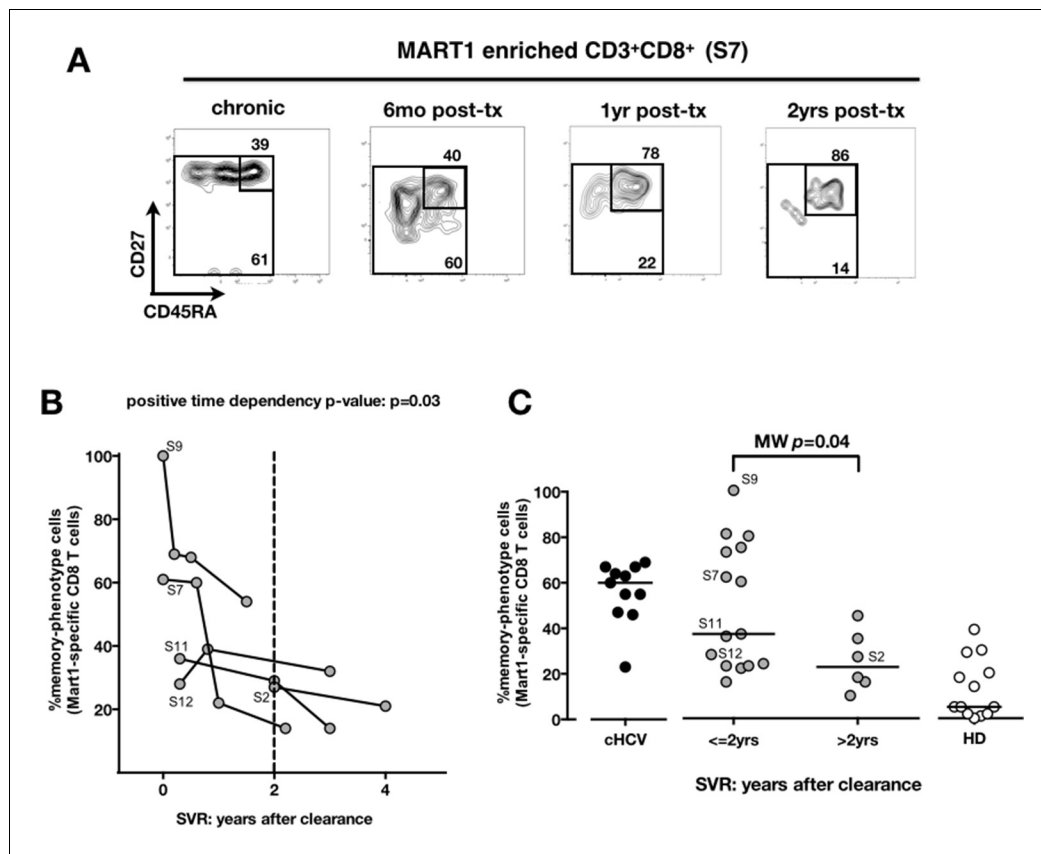 A
MART1 enriched CD3+CD8+ (S7)
chronic
6mo post-tx
1yr post-tx
2yrs post-tx
39
40
78
86
61
60
22
14
CD27
CD45RA
B
positive time dependency p-value: p=0.03
%memory-phenotype cells
(Mart1-specific CD8 T cells)
100
80
60
40
20
S9
S7
S11
S12
S2
0
2
4
SVR: years after clearance
C
MW p=0.04
%memory-phenotype cells
(Mart1-specific CD8 T cells)
100
80
60
40
20
0
S9
S7
S11
S12
S2
cHCV
<=2yrs
>2yrs
HD
SVR: years after clearance